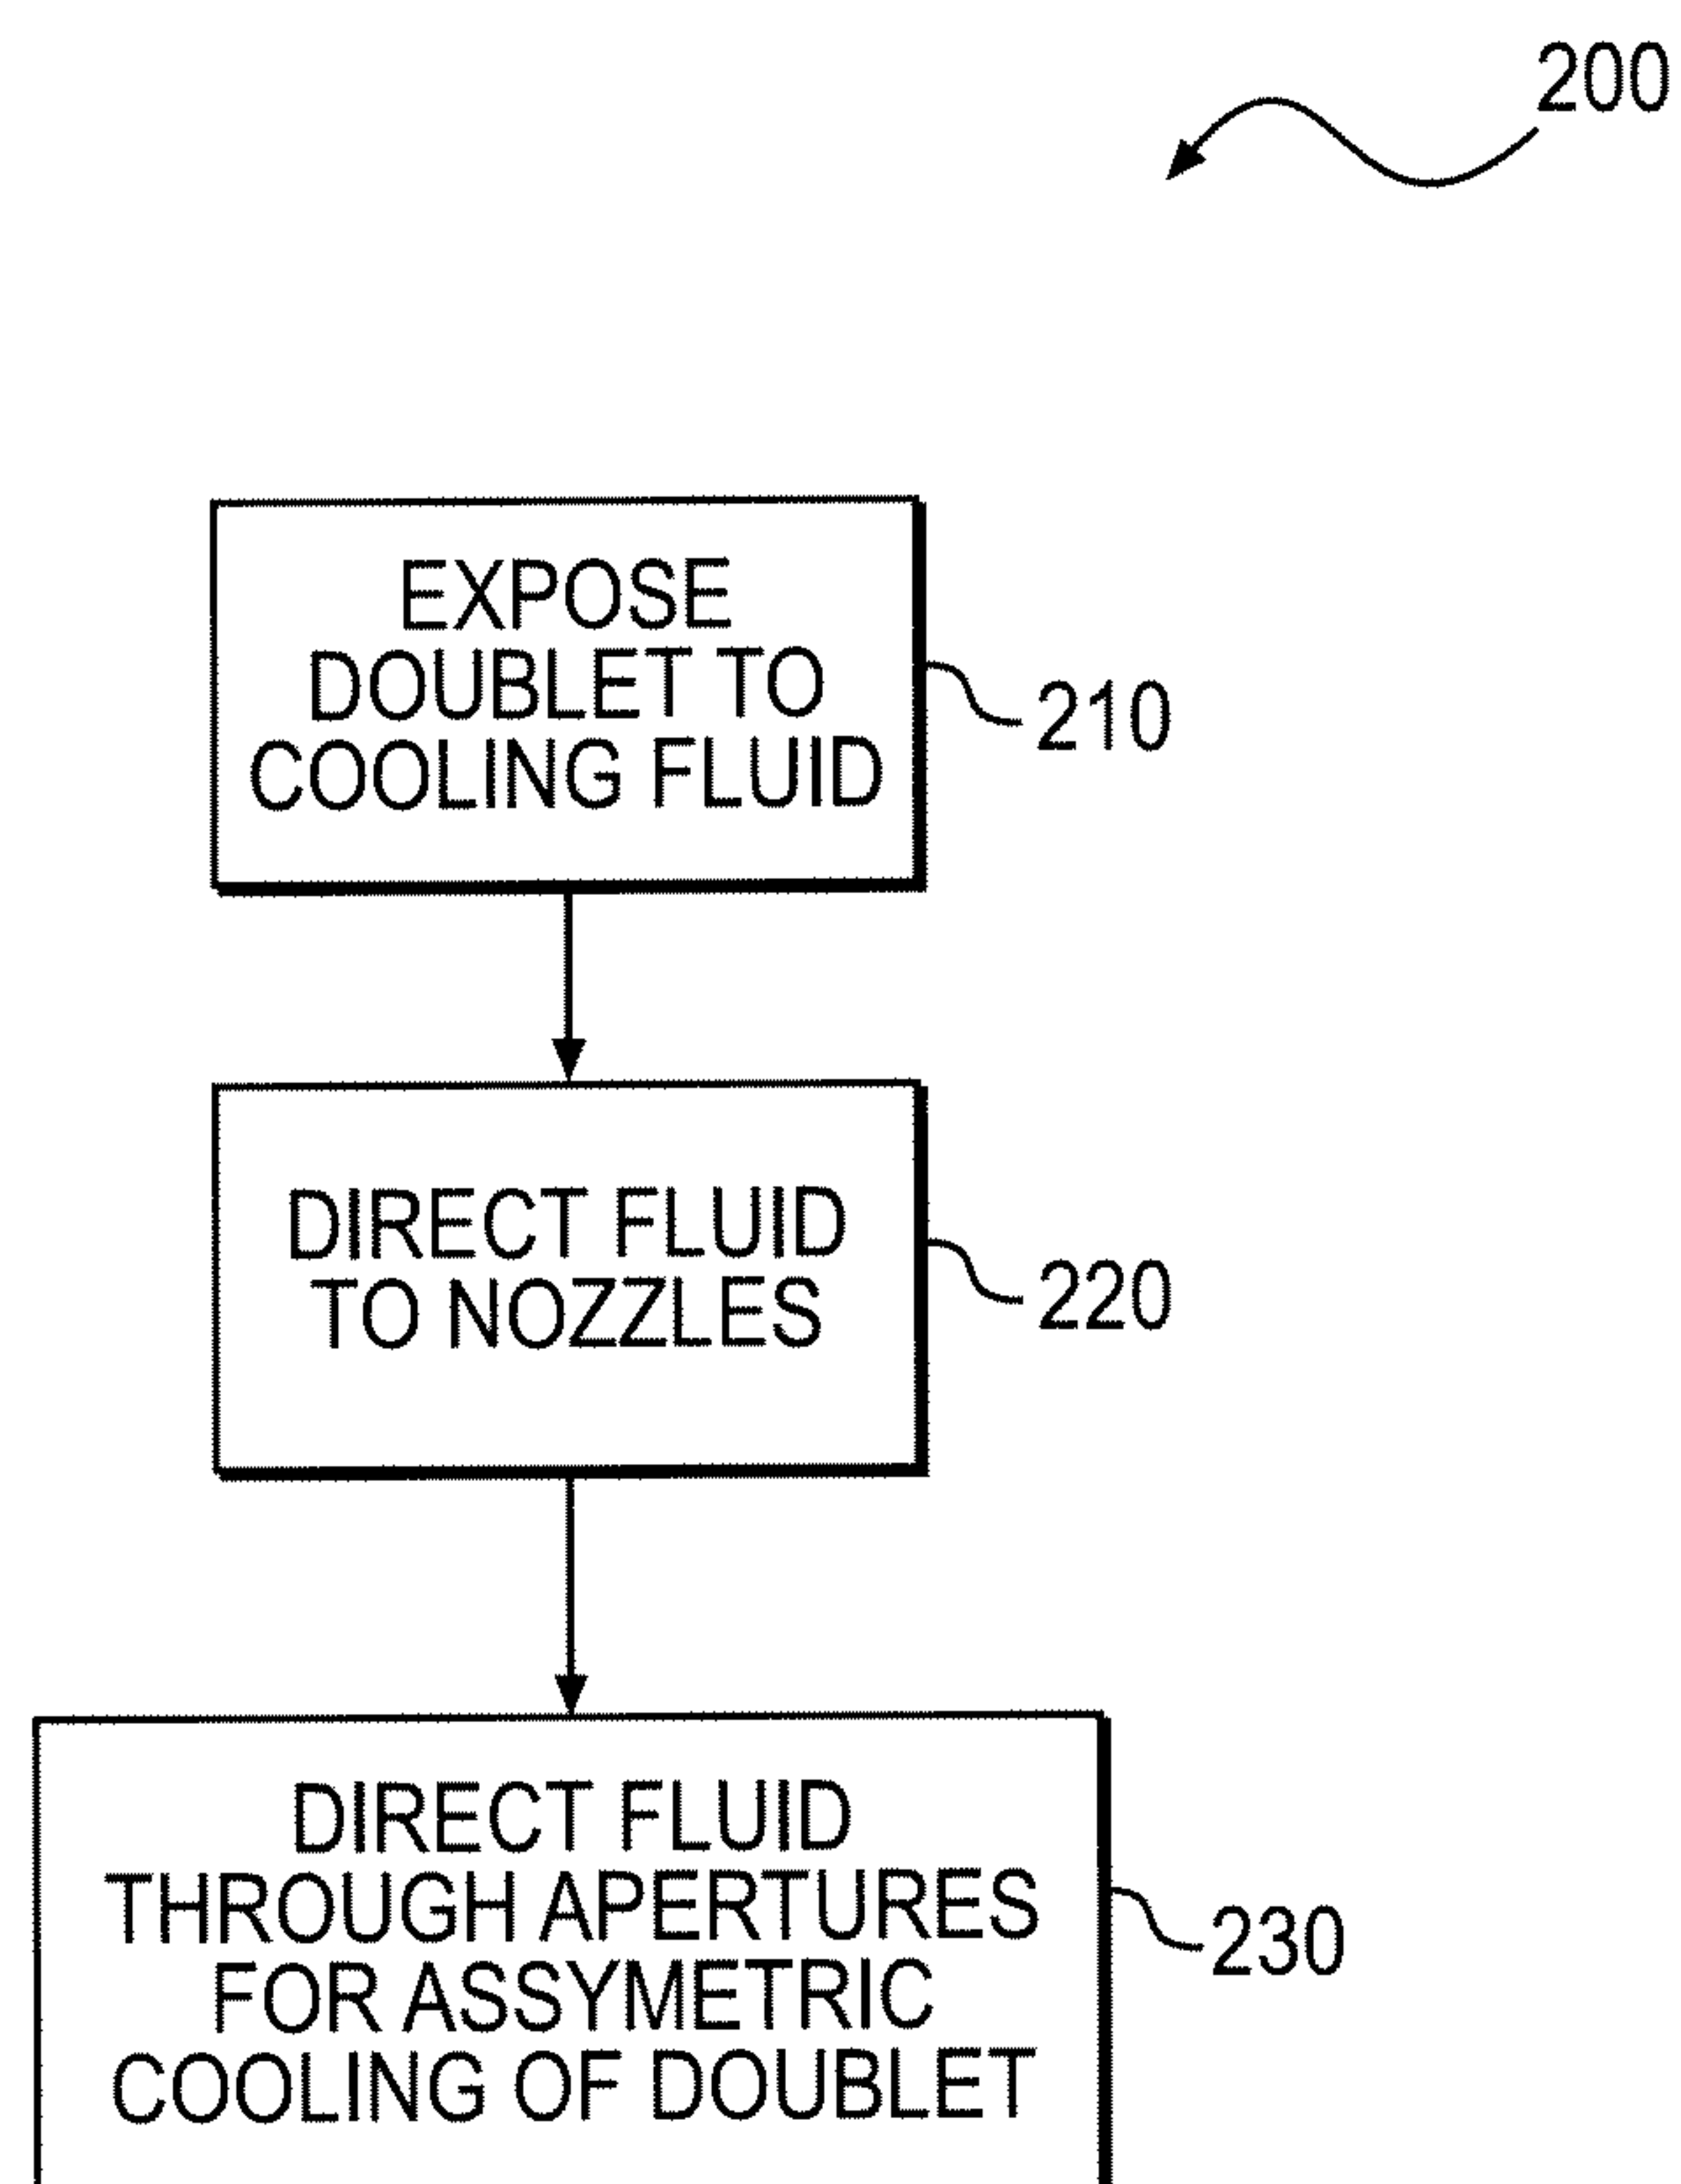 200
EXPOSE
DOUBLET TO
COOLING FLUID
210
DIRECT FLUID
TO NOZZLES
220
DIRECT FLUID
THROUGH APERTURES
FOR ASSYMETRIC
COOLING OF DOUBLET
230